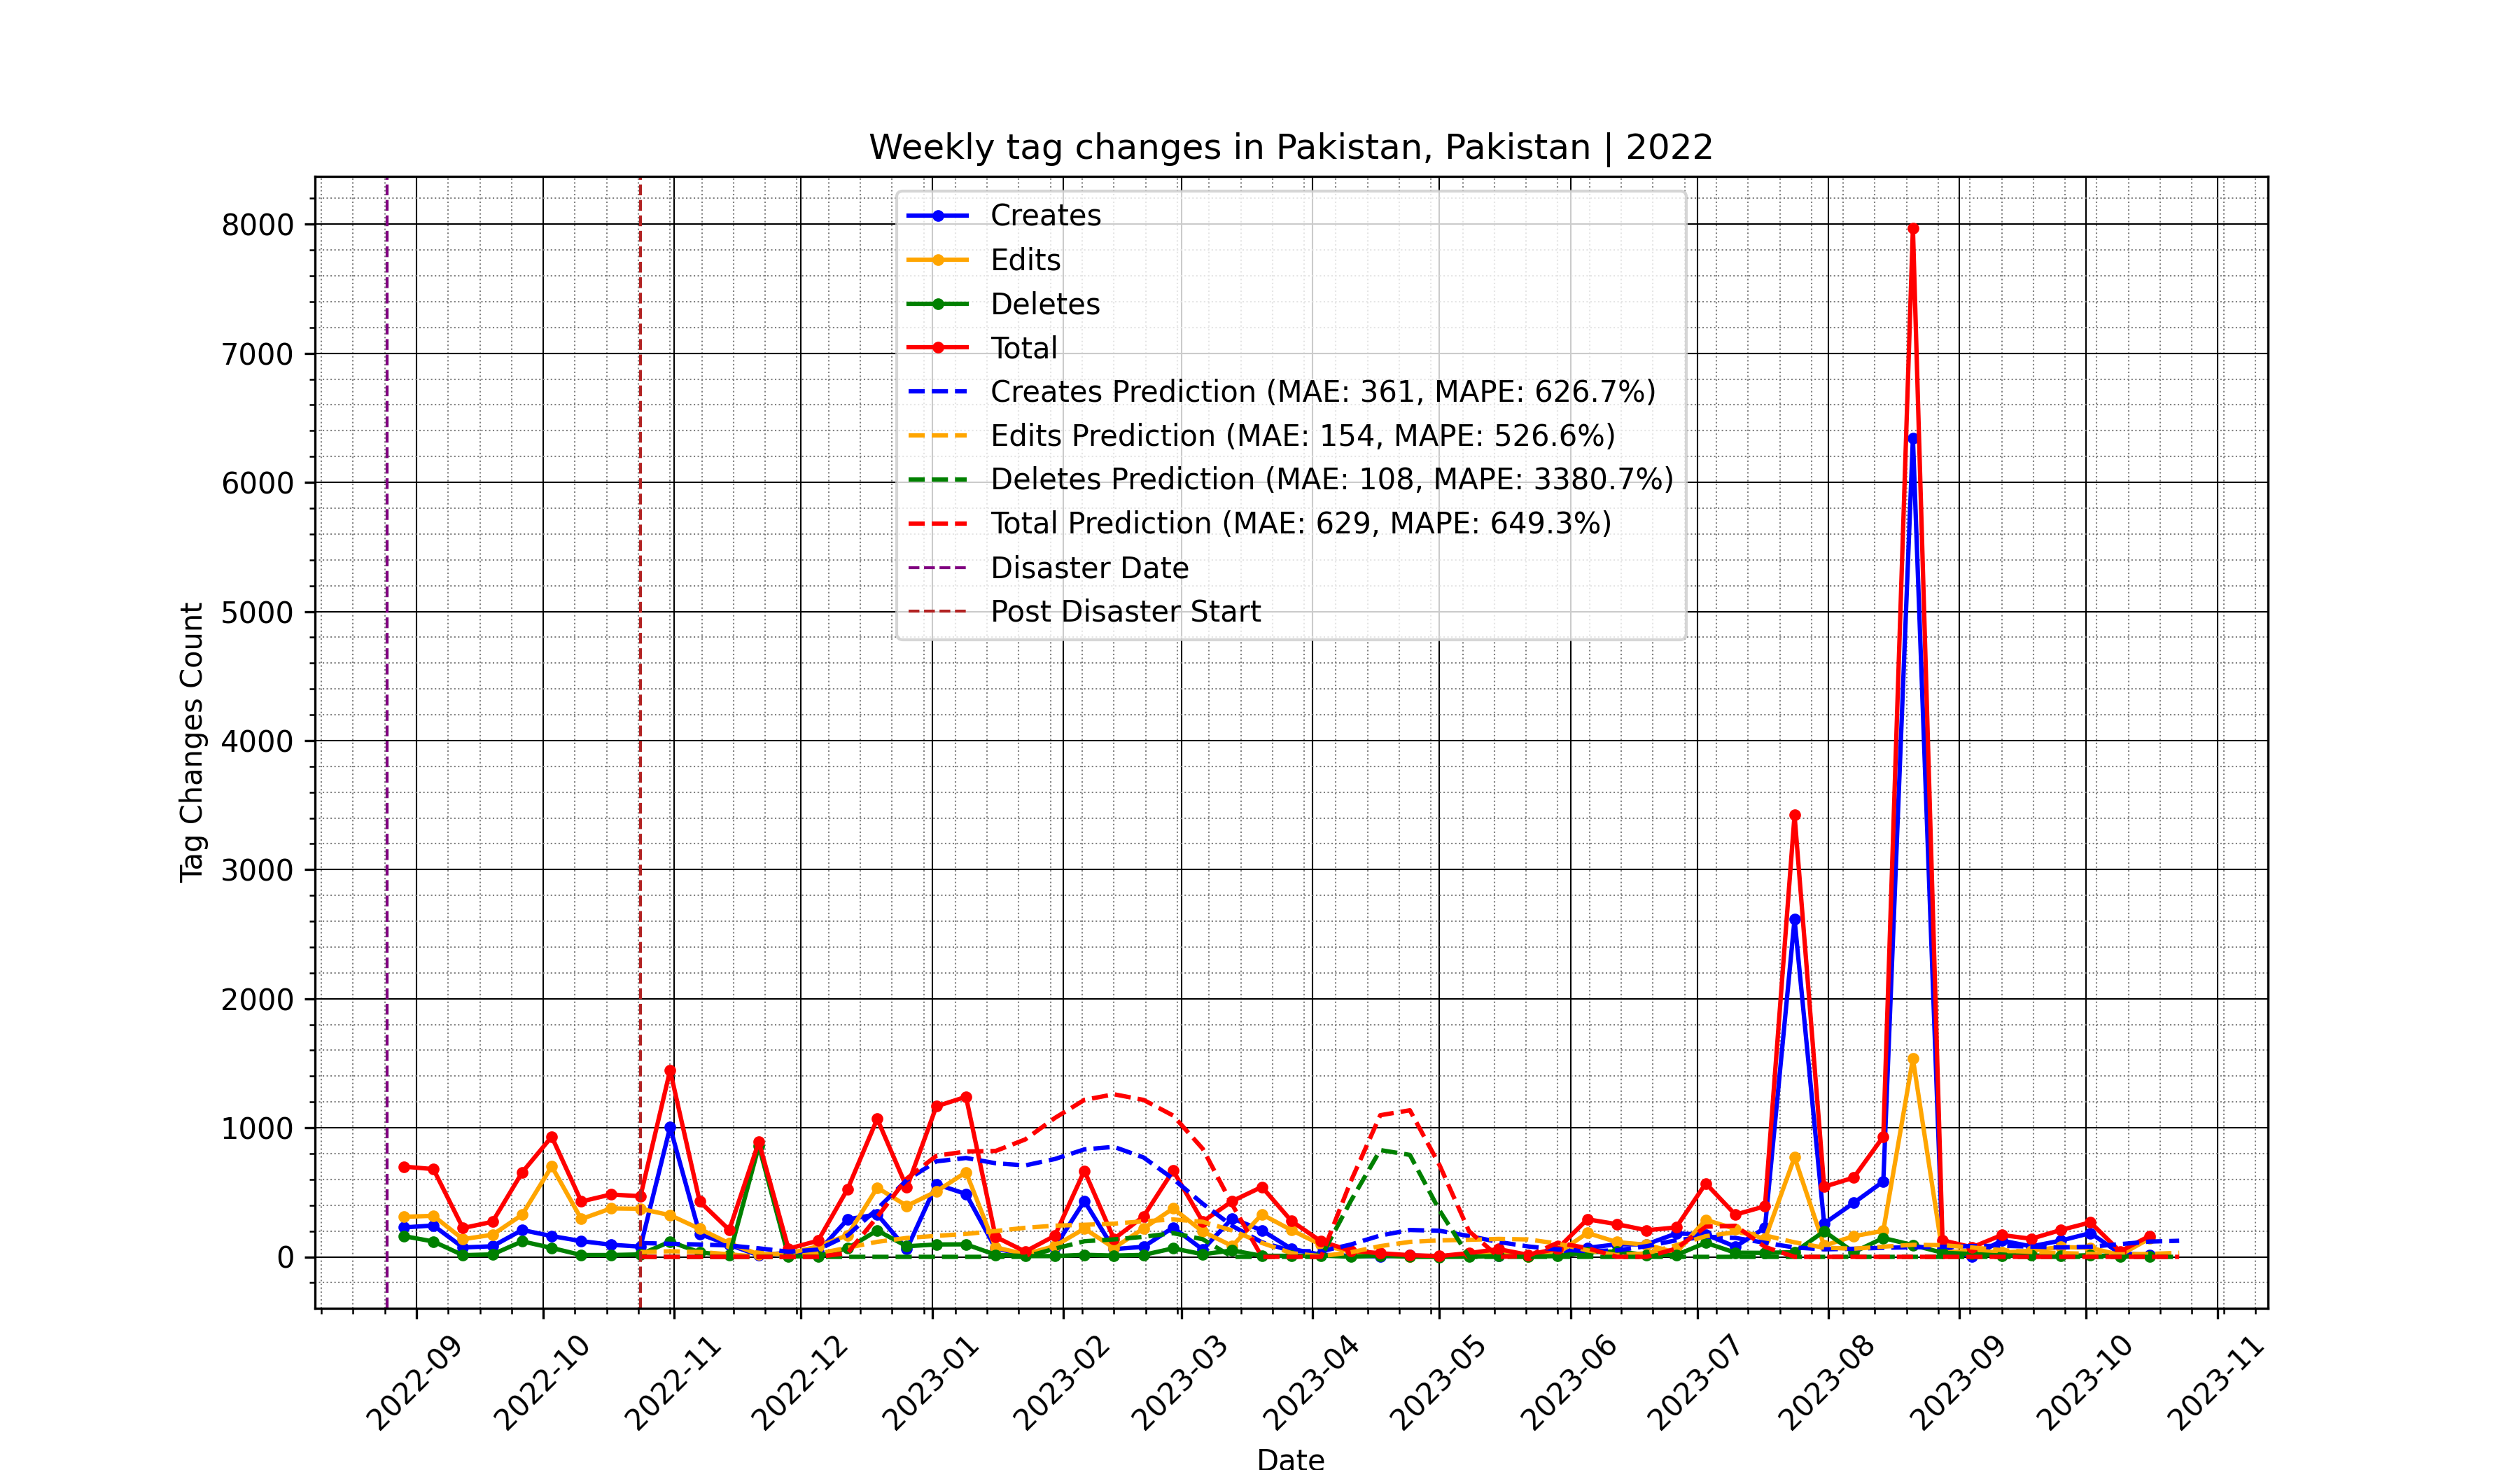 Weekly tag changes in Pakistan, Pakistan | 2022
Creates
Edits
Deletes
Total
Creates Prediction (MAE: 361, MAPE: 626.7%)
Edits Prediction (MAE: 154, MAPE: 526.6%)
Deletes Prediction (MAE: 108, MAPE: 3380.7%)
Total Prediction (MAE: 629, MAPE: 649.3%)
Disaster Date
Post Disaster Start
Tag Changes Count
8000
7000
6000
5000
4000
3000
2000
1000
0
2022-09
2022-10
2022-11
2022-12
2023-01
2023-02
2023-03
2023-04
2023-05
2023-06
2023-07
2023-08
2023-09
2023-10
2023-11
Date